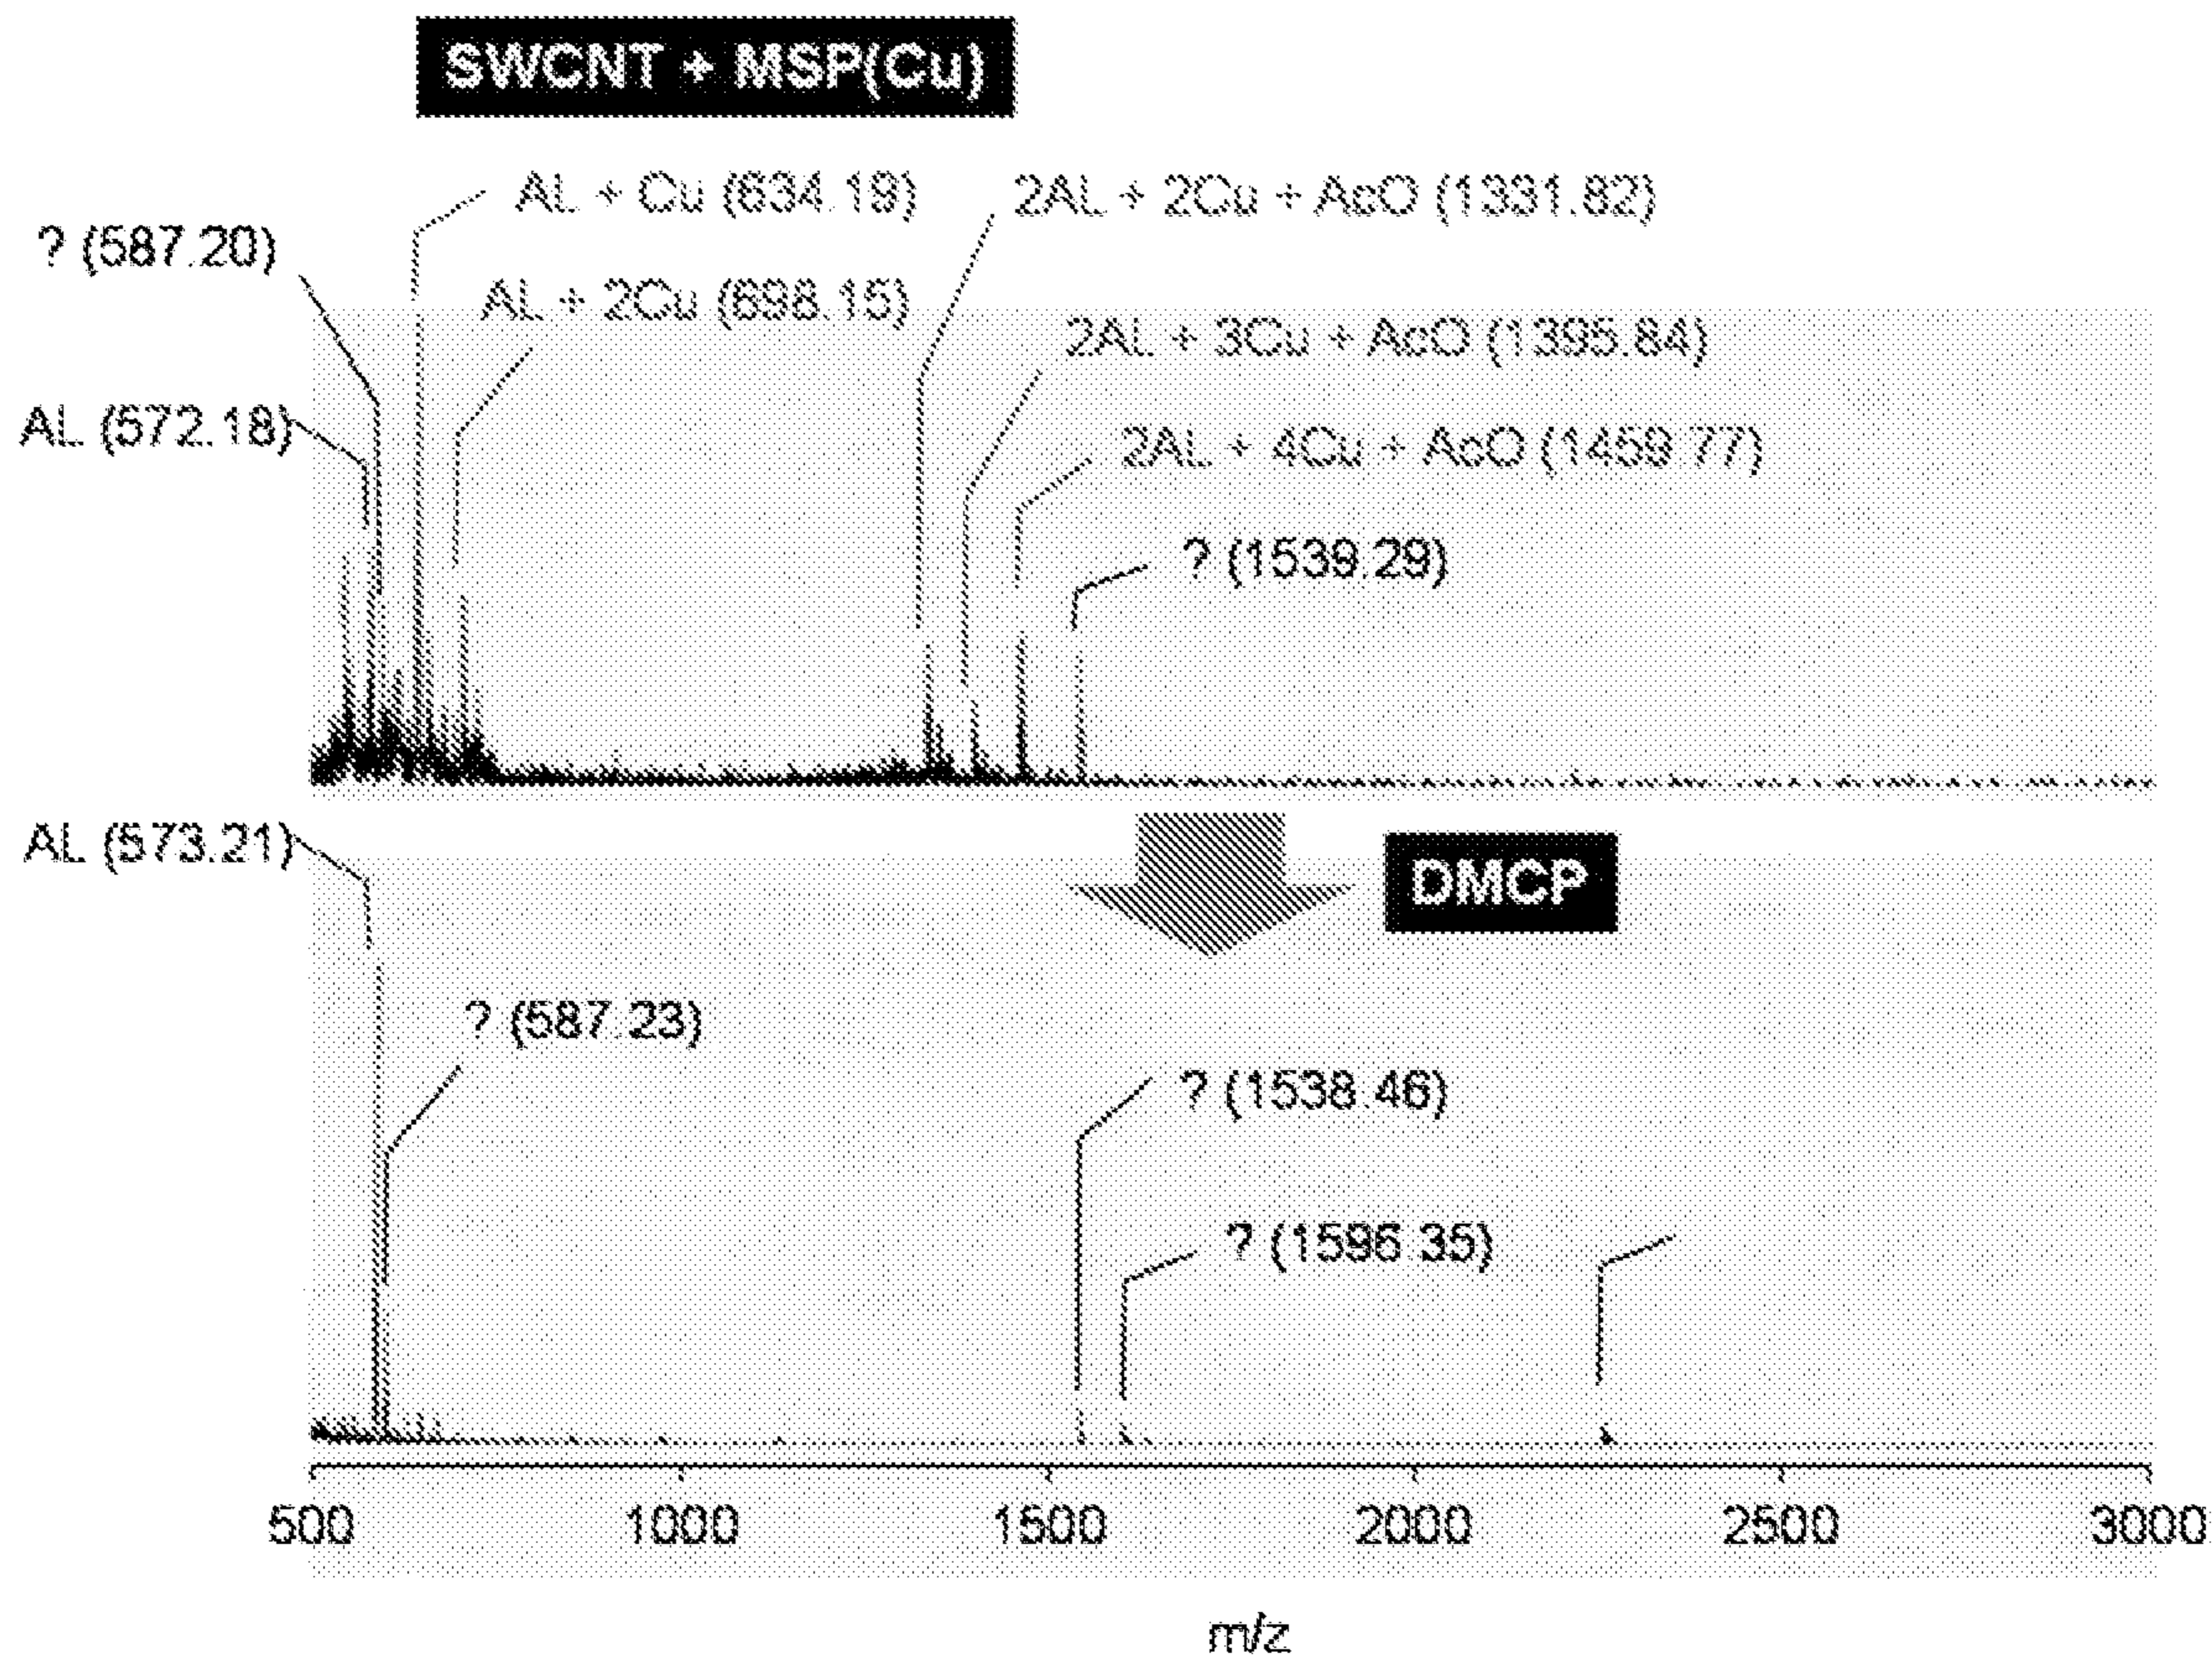 SWCNT + MSP(Cu)
AL + Cu (634.19)
2AL + 2Cu + AcO (1331.82)
? (587.20)
AL + 2Cu (698.15)
2AL + 3Cu + AcO (1395.84)
AL (572.18)
2AL + 4Cu + AcO (1459.77)
? (1539.29)
AL (573.21)
DMCP
? (587.23)
? (1538.46)
? (1596.35)
500 1000 1500 2000 2500 3000
m/z